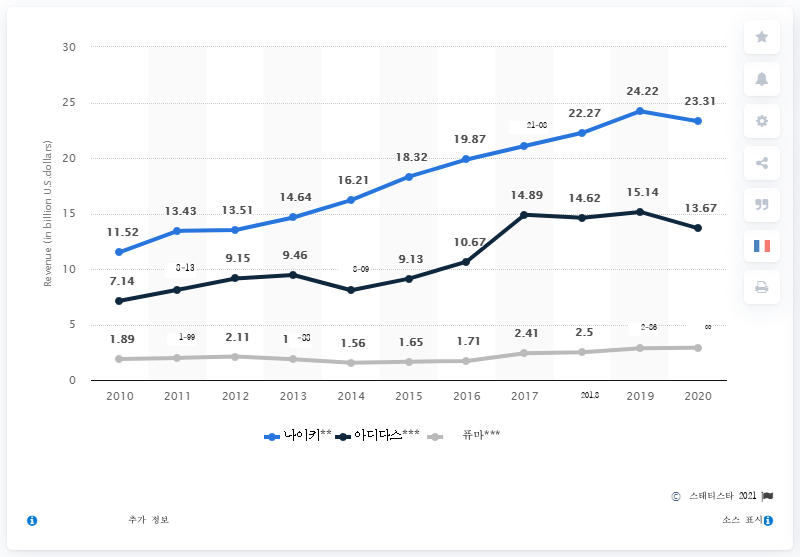 30
25
20
15
10
5
0
Revenue (in billion U.S.dollars)
11.52 13.43 13.51 14.64 16.21 18.32 19.87 21-08 22.27 24.22 23.31
7.14 8-13 9.15 9.46 8-09 9.13 10.67 14.89 14.62 15.14 13.67
1.89 1-99 2.11 1 -88 1.56 1.65 1.71 2.41 2.5 2-86
2010 2011 2012 2013 2014 2015 2016 2017 2018 2019 2020
나이키** 아디다스*** 퓨마***
© 스태티스타 2021
추가 정보 소스 표시